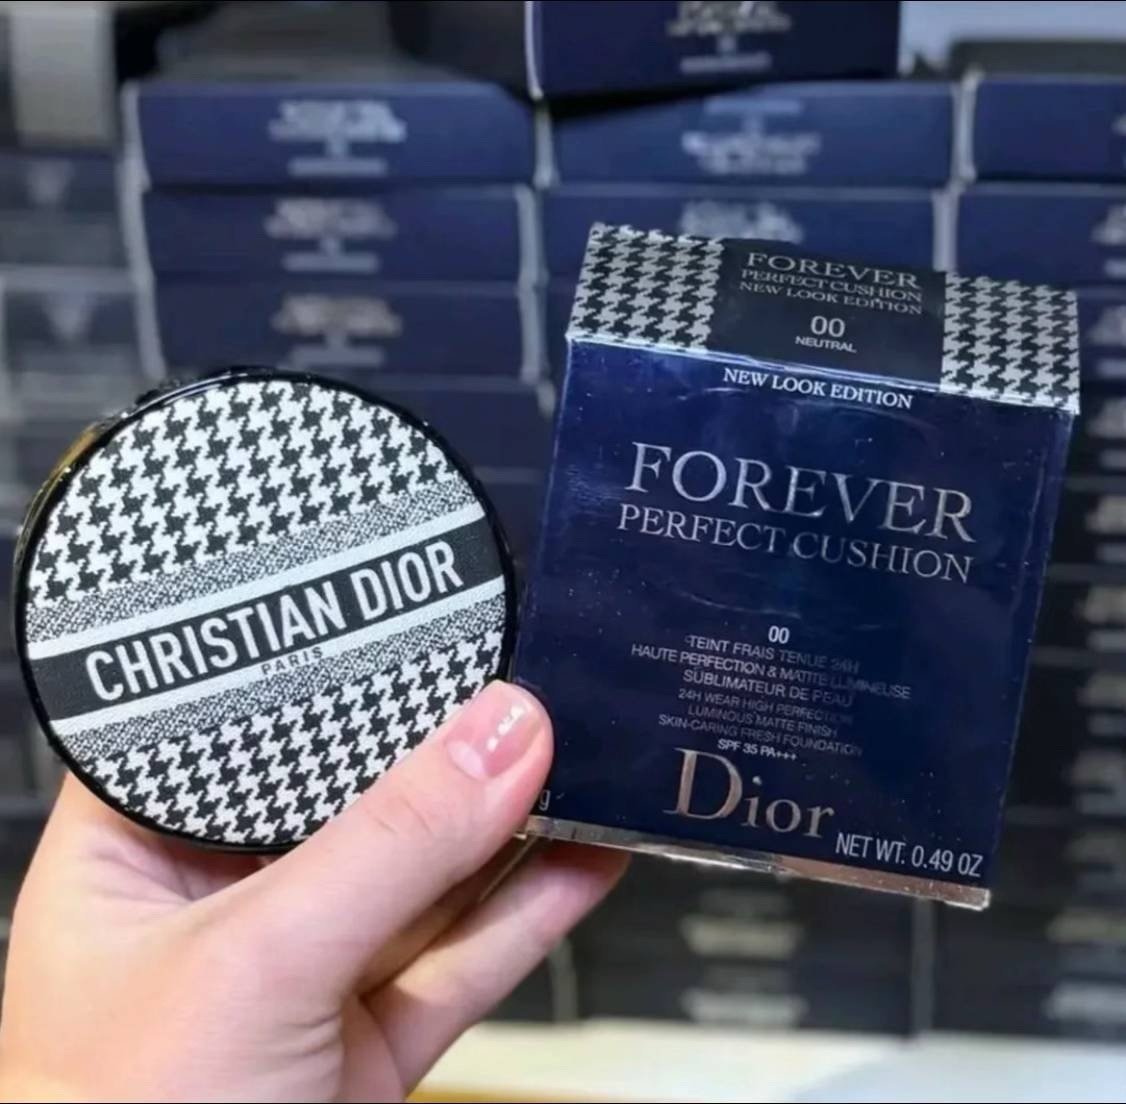 CHRISTIAN DIOR
PARIS
FOREVER
PERFECT CUSHION
NEW LOOK EDITION
00
NEUTRAL
NEW LOOK EDITION
FOREVER
PERFECT CUSHION
00
TEINT FRAIS TENUE 24H
HAUTE PERFECTION & MATITÉ LUMINEUSE
SUBLIMATEUR DE PEAU
24H WEAR HIGH PERFECTION
LUMINOUS MATTE FINISH
SKIN-CARING FRESH FOUNDATION
SPF 35 PA+++
Dior
g
NET WT. 0.49 OZ